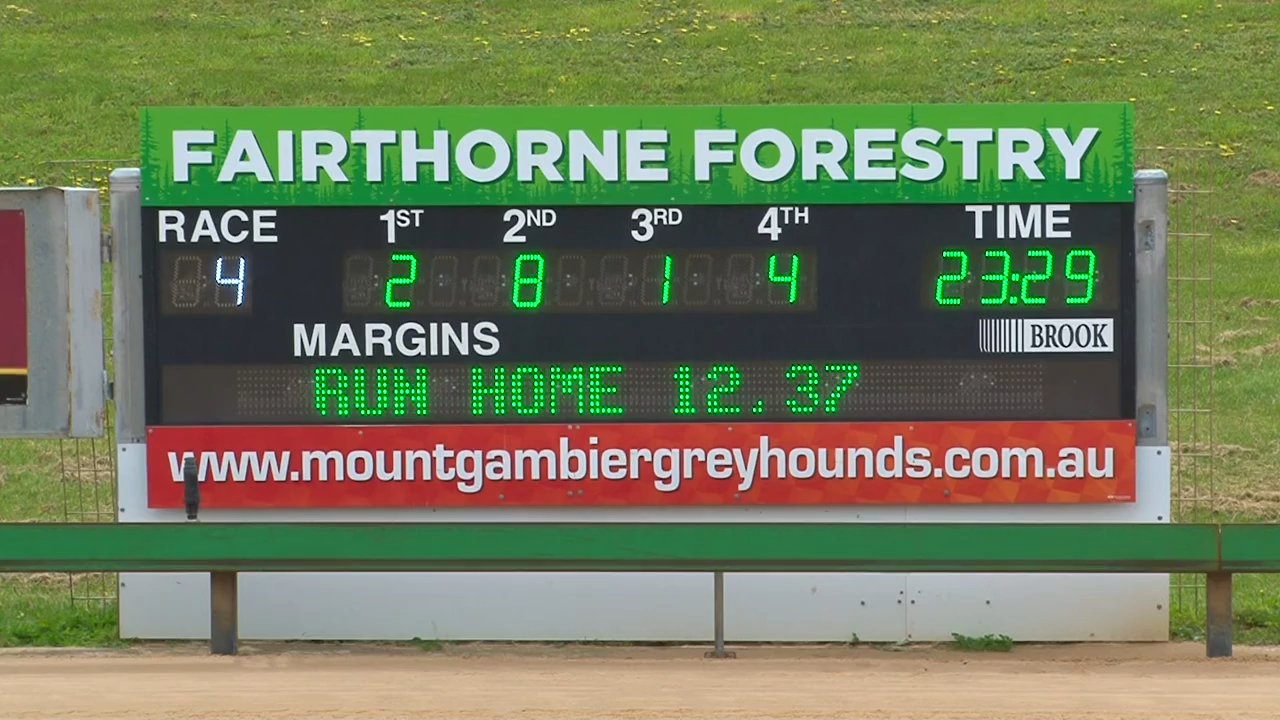 FAIRTHORNE FORESTRY
RACE 1ST 2ND 3RD 4TH TIME
4 2 8 1 4 23:29
MARGINS
BROOK
RUN HOME 12.37
www.mountgambiergreyhounds.com.au